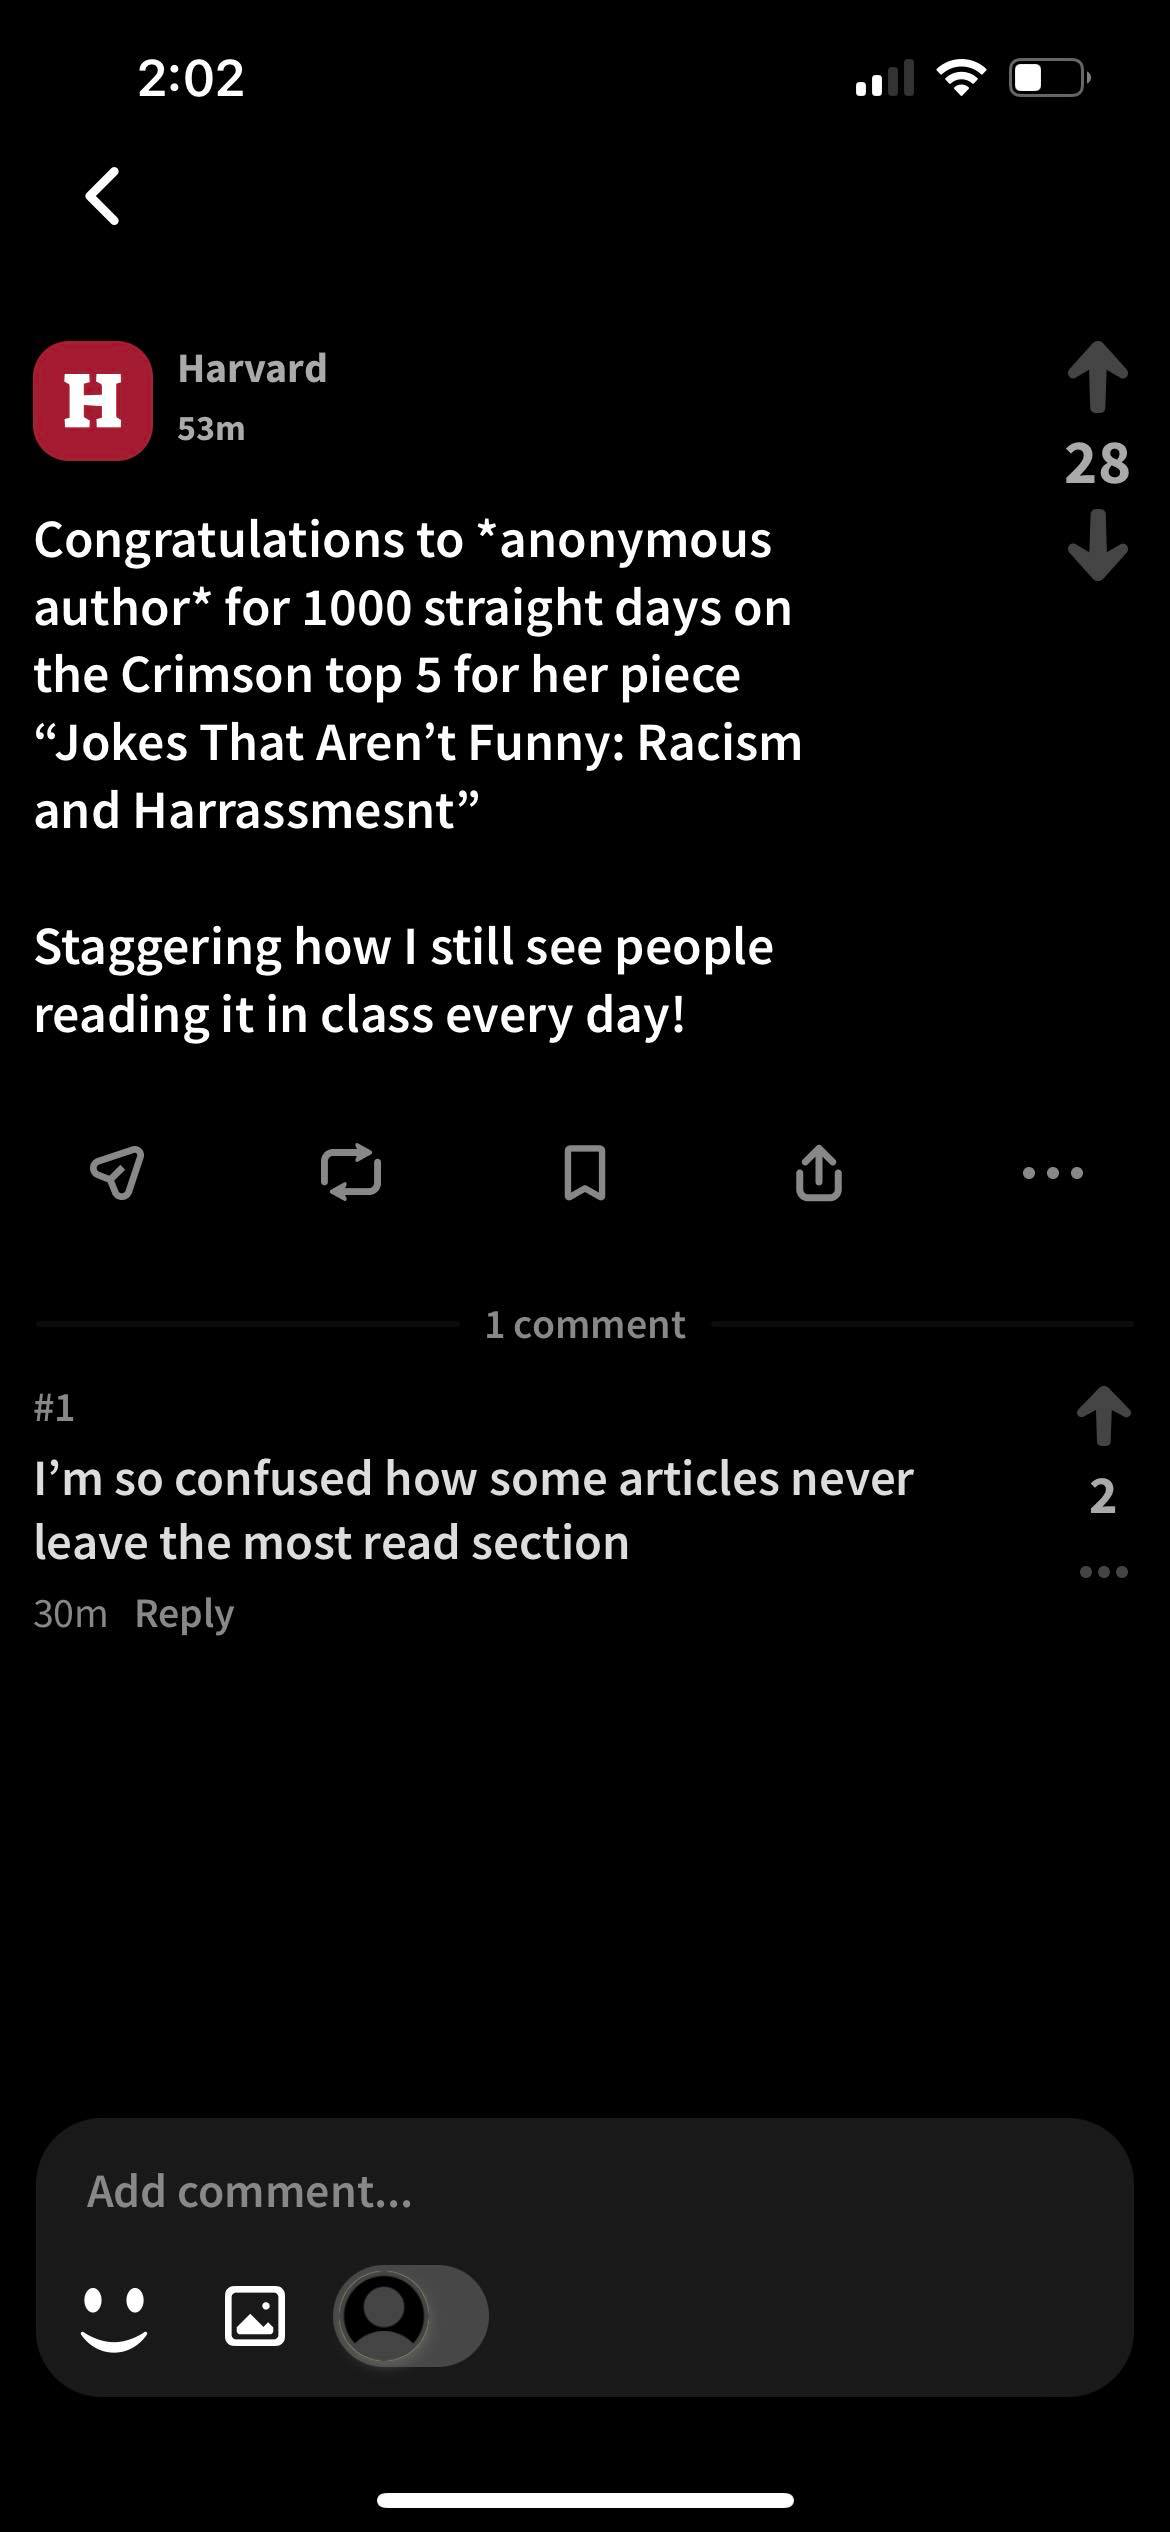 2:02
H
Harvard
53m
28
Congratulations to *anonymous
author* for 1000 straight days on
the Crimson top 5 for her piece
“Jokes That Aren’t Funny: Racism
and Harrassmesnt”
Staggering how I still see people
reading it in class every day!
1 comment
#1
I’m so confused how some articles never
leave the most read section
2
30m Reply
Add comment...